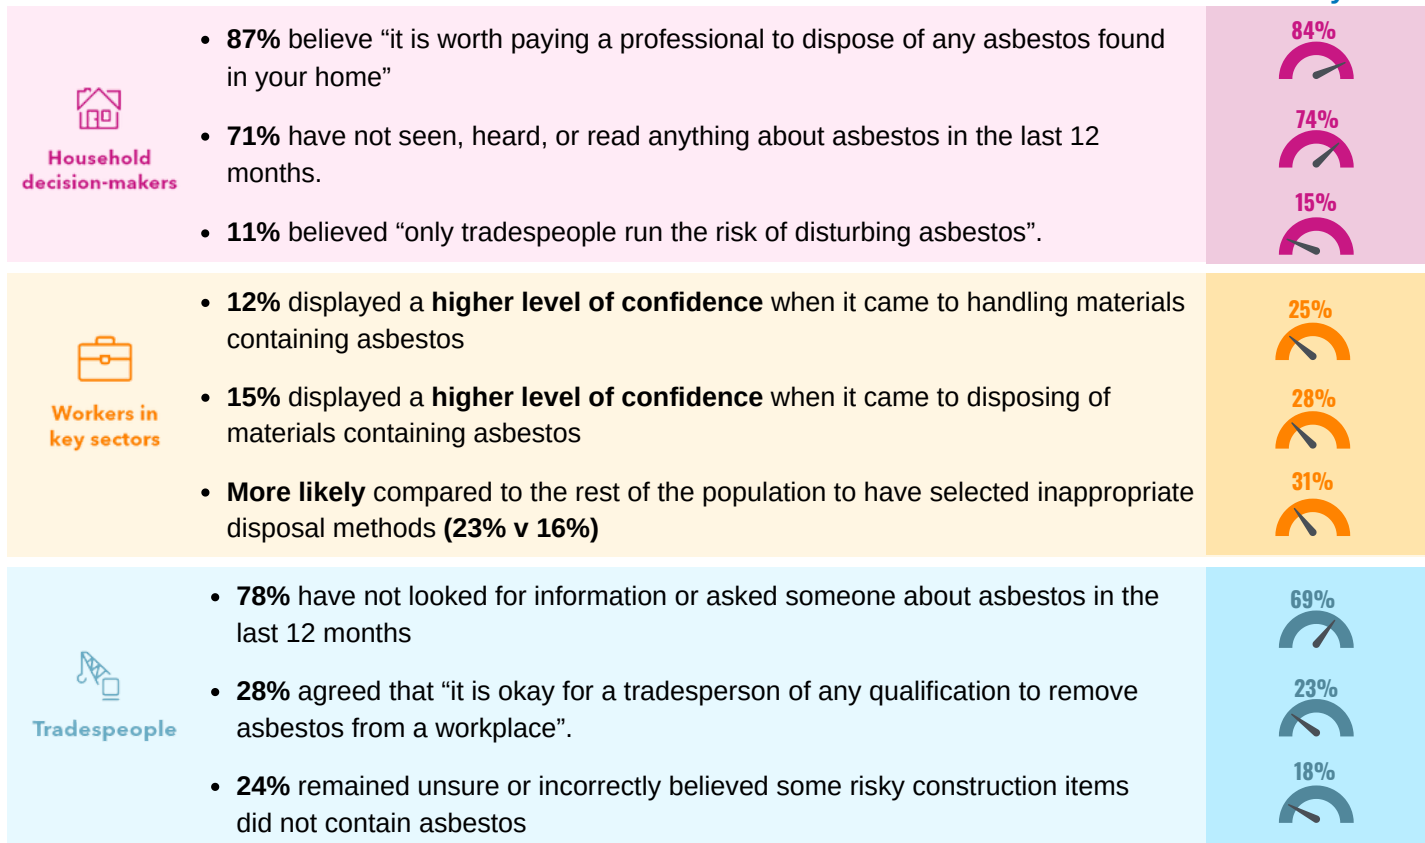 • 87% believe “it is worth paying a professional to dispose of any asbestos found
in your home”
84%
• 71% have not seen, heard, or read anything about asbestos in the last 12
months.
74%
Household
decision-makers
• 11% believed “only tradespeople run the risk of disturbing asbestos”.
15%
• 12% displayed a higher level of confidence when it came to handling materials
containing asbestos
25%
• 15% displayed a higher level of confidence when it came to disposing of
materials containing asbestos
28%
Workers in
key sectors
• More likely compared to the rest of the population to have selected inappropriate
disposal methods (23% v 16%)
31%
• 78% have not looked for information or asked someone about asbestos in the
last 12 months
69%
• 28% agreed that “it is okay for a tradesperson of any qualification to remove
asbestos from a workplace”.
23%
Tradespeople
• 24% remained unsure or incorrectly believed some risky construction items
did not contain asbestos
18%